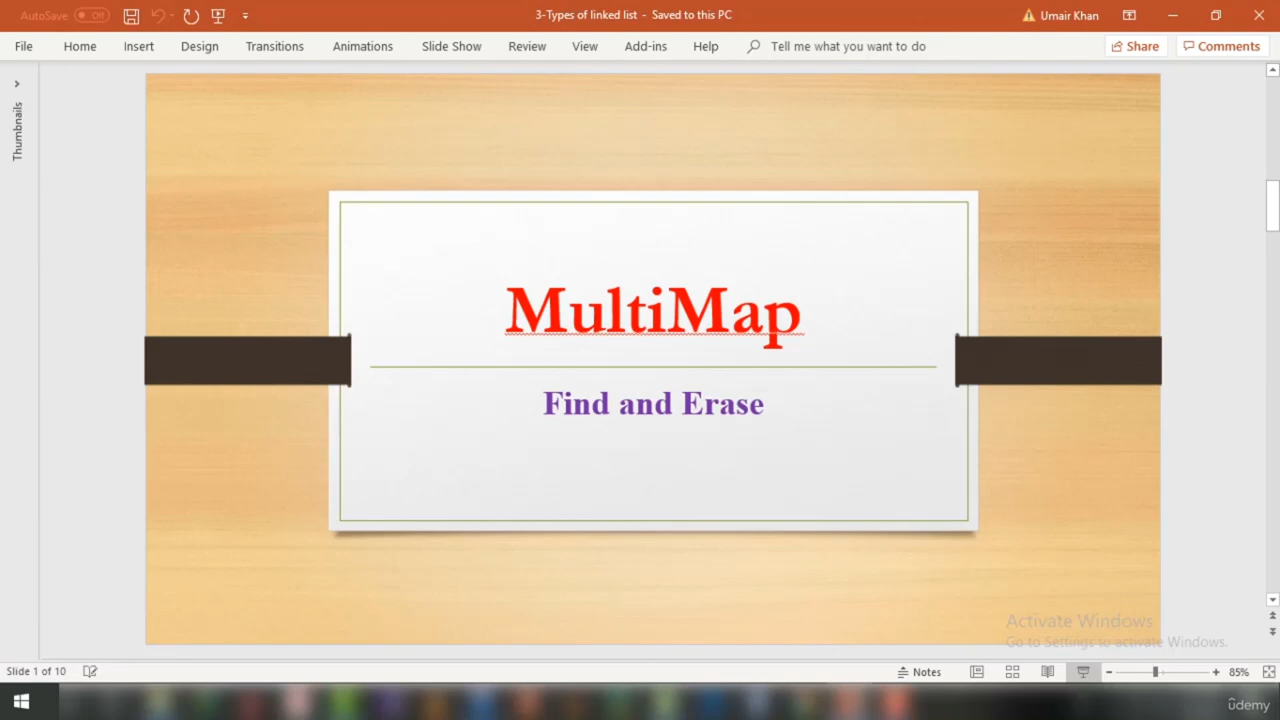 AutoSave Off
3-Types of linked list - Saved to this PC
Umair Khan
File Home Insert Design Transitions Animations Slide Show Review View Add-ins Help Tell me what you want to do Share Comments
Thumbnails
MultiMap
Find and Erase
Activate Windows
Go to Settings to activate Windows.
Slide 1 of 10
Notes
85%
ûdemy